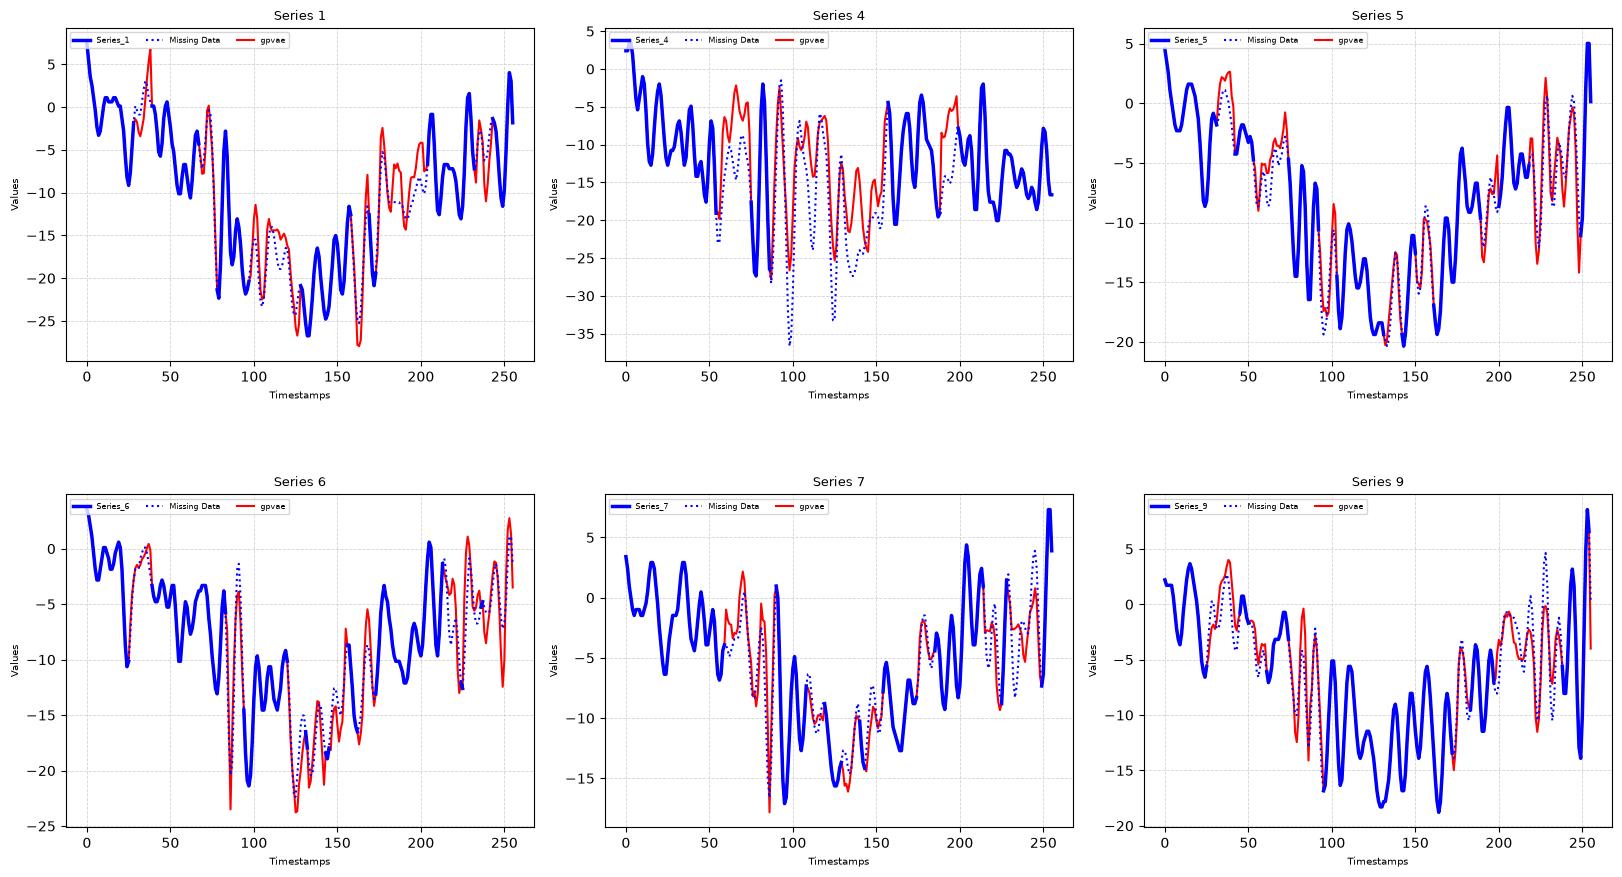 Series 1
Series_1 Missing Data gpvae
Values
5
0
−5
−10
−15
−20
−25
0 50 100 150 200 250
Timestamps
Series 4
Series_4 Missing Data gpvae
Values
5
0
−5
−10
−15
−20
−25
−30
−35
0 50 100 150 200 250
Timestamps
Series 5
Series_5 Missing Data gpvae
Values
5
0
−5
−10
−15
−20
0 50 100 150 200 250
Timestamps
Series 6
Series_6 Missing Data gpvae
Values
0
−5
−10
−15
−20
−25
0 50 100 150 200 250
Timestamps
Series 7
Series_7 Missing Data gpvae
Values
5
0
−5
−10
−15
0 50 100 150 200 250
Timestamps
Series 9
Series_9 Missing Data gpvae
Values
5
0
−5
−10
−15
−20
0 50 100 150 200 250
Timestamps